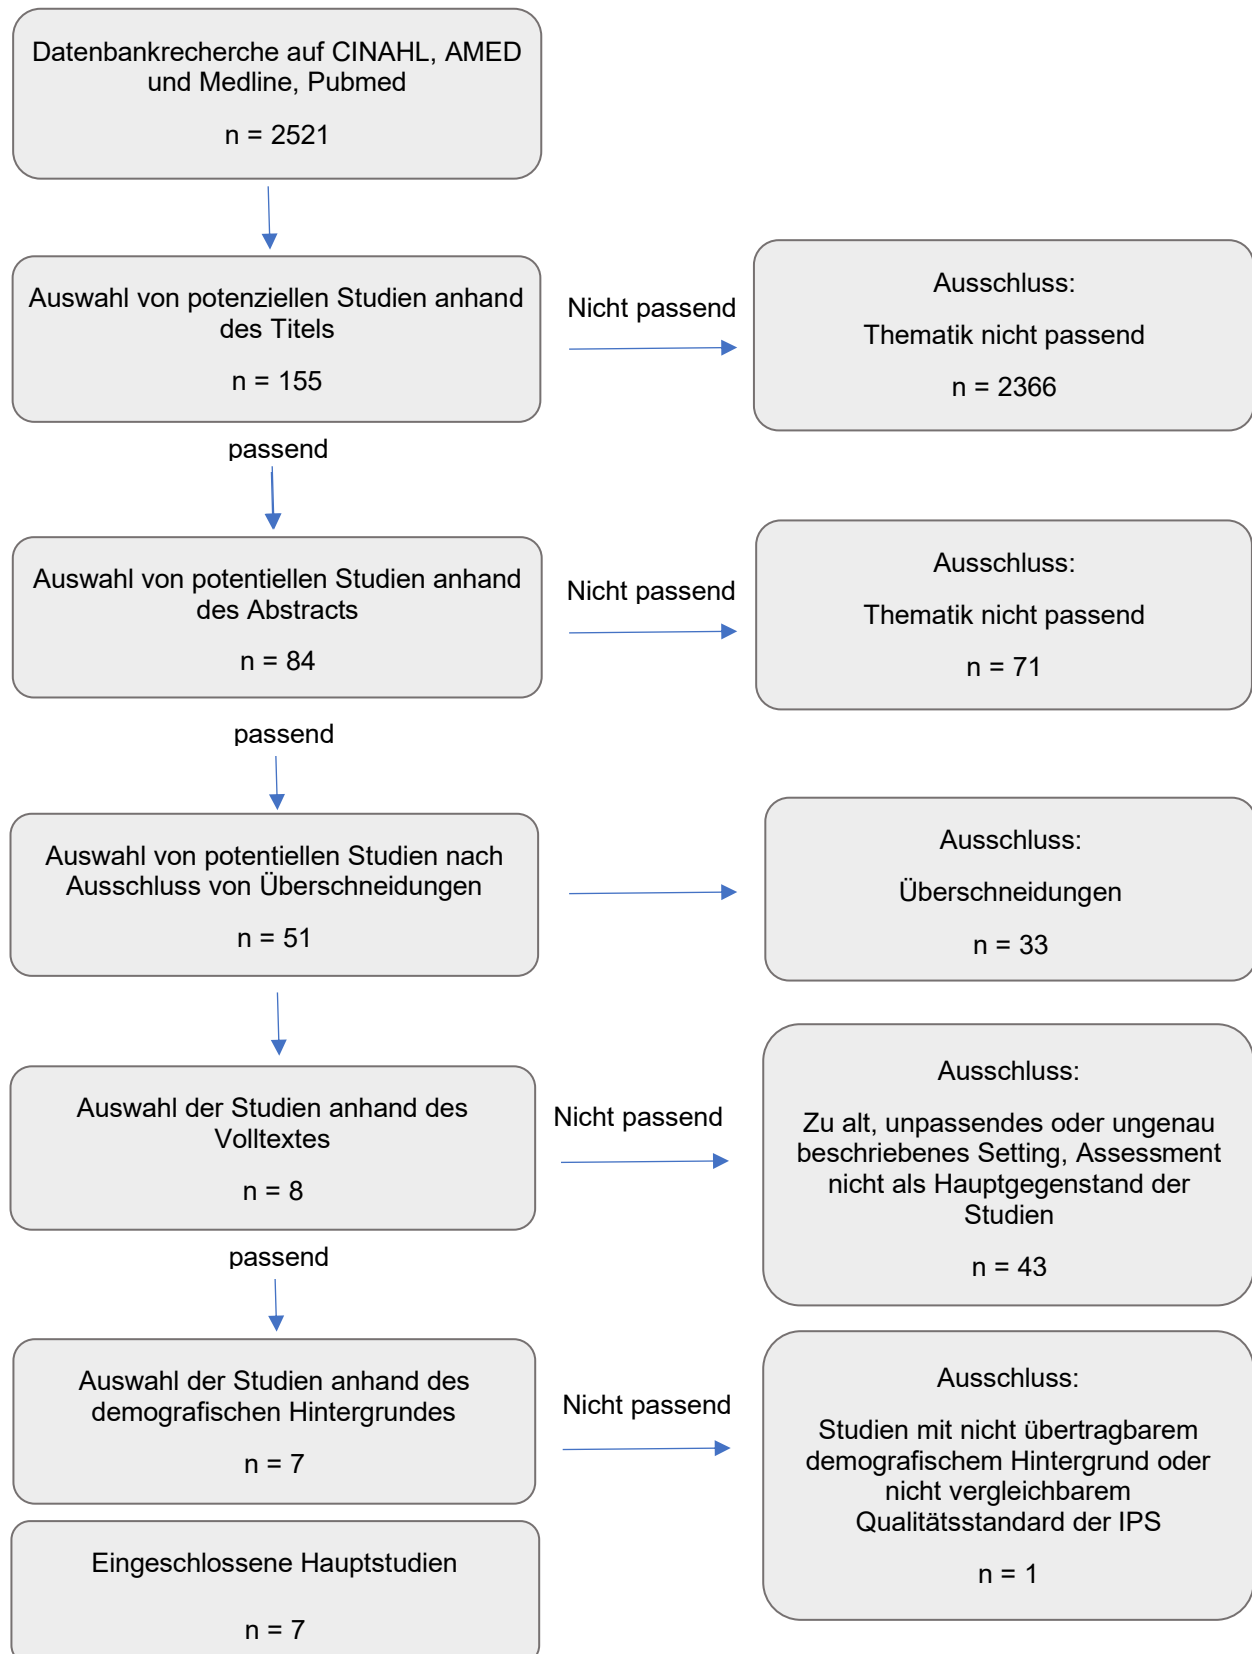 Datenbankrecherche auf CINAHL, AMED
und Medline, Pubmed
n = 2521
Auswahl von potenziellen Studien anhand
des Titels
n = 155
Nicht passend
Ausschluss:
Thematik nicht passend
n = 2366
passend
Auswahl von potentiellen Studien anhand
des Abstracts
n = 84
Nicht passend
Ausschluss:
Thematik nicht passend
n = 71
passend
Auswahl von potentiellen Studien nach
Ausschluss von Überschneidungen
n = 51
Ausschluss:
Überschneidungen
n = 33
Auswahl der Studien anhand des
Volltextes
n = 8
Nicht passend
Ausschluss:
Zu alt, unpassendes oder ungenau
beschriebenes Setting, Assessment
nicht als Hauptgegenstand der
Studien
n = 43
passend
Auswahl der Studien anhand des
demografischen Hintergrundes
n = 7
Nicht passend
Ausschluss:
Studien mit nicht übertragbarem
demografischem Hintergrund oder
nicht vergleichbarem
Qualitätsstandard der IPS
n = 1
Eingeschlossene Hauptstudien
n = 7